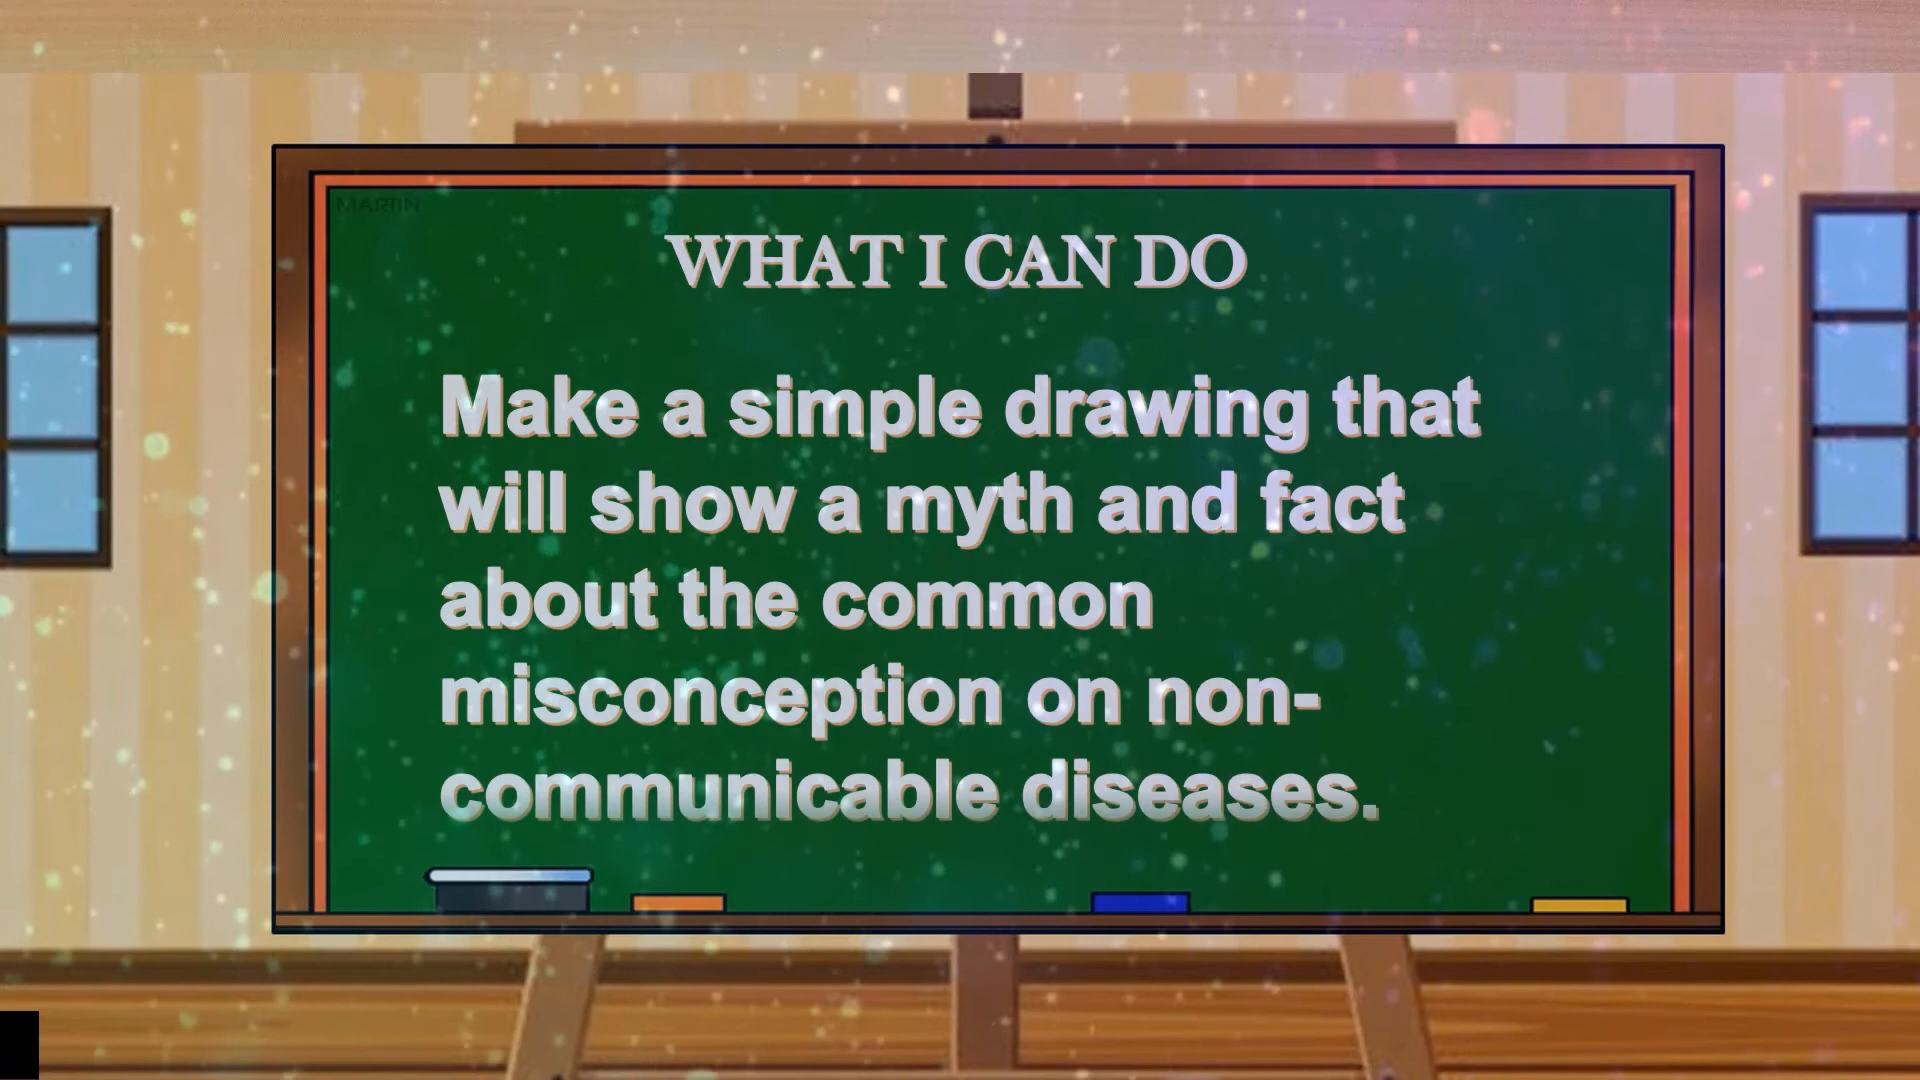 MARTIN
WHAT I CAN DO
Make a simple drawing that
will show a myth and fact
about the common
misconception on non-
communicable diseases.